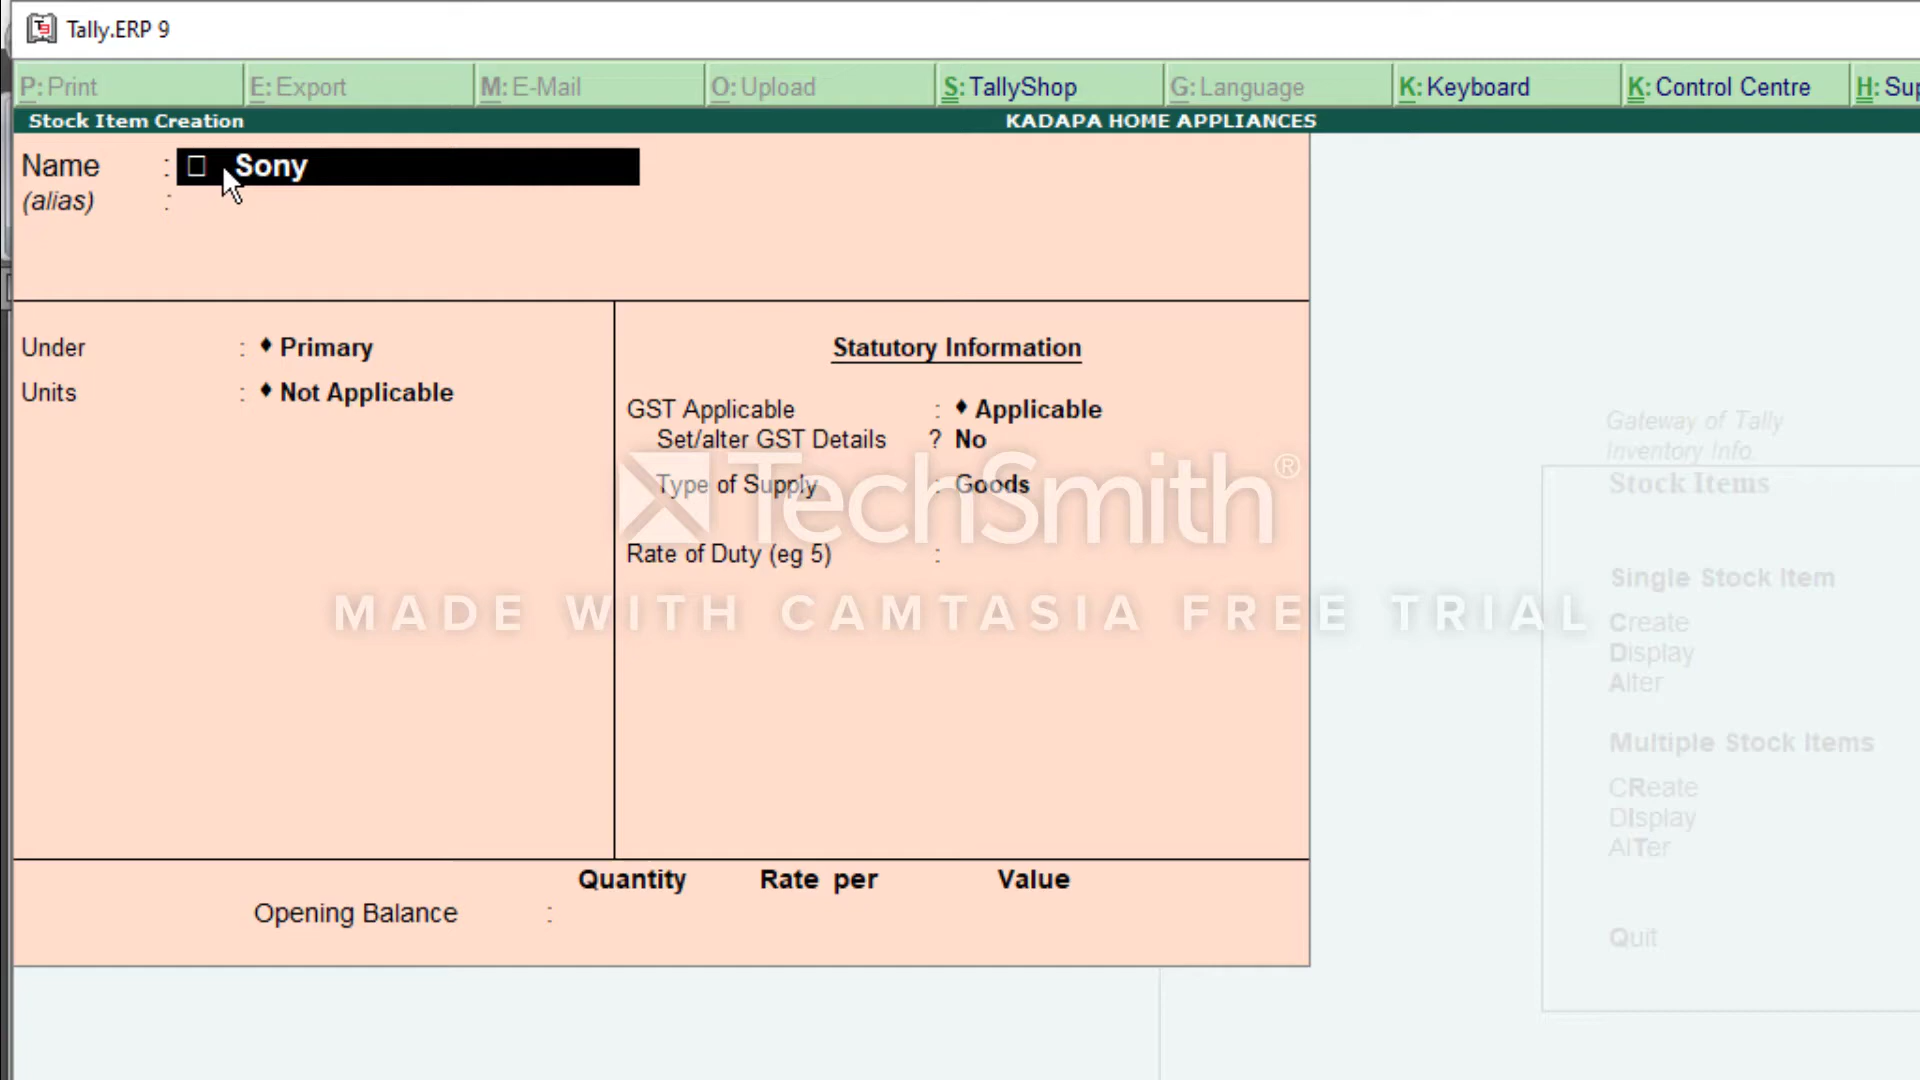 Tally.ERP 9
P: Print E: Export M: E-Mail O: Upload S: TallyShop G: Language K: Keyboard K: Control Centre H: Sup
Stock Item Creation KADAPA HOME APPLIANCES
Name : □ Sony
(alias) :
Under : ♦ Primary
Units : ♦ Not Applicable
Statutory Information
GST Applicable : ♦ Applicable
Set/alter GST Details ? No
Type of Supply : Goods
Rate of Duty (eg 5) :
TechSmith®
MADE WITH CAMTASIA FREE TRIAL
Quantity Rate per Value
Opening Balance :
Gateway of Tally
Inventory Info.
Stock Items
Single Stock Item
Create
Display
Alter
Multiple Stock Items
CReate
DIsplay
AlTer
Quit